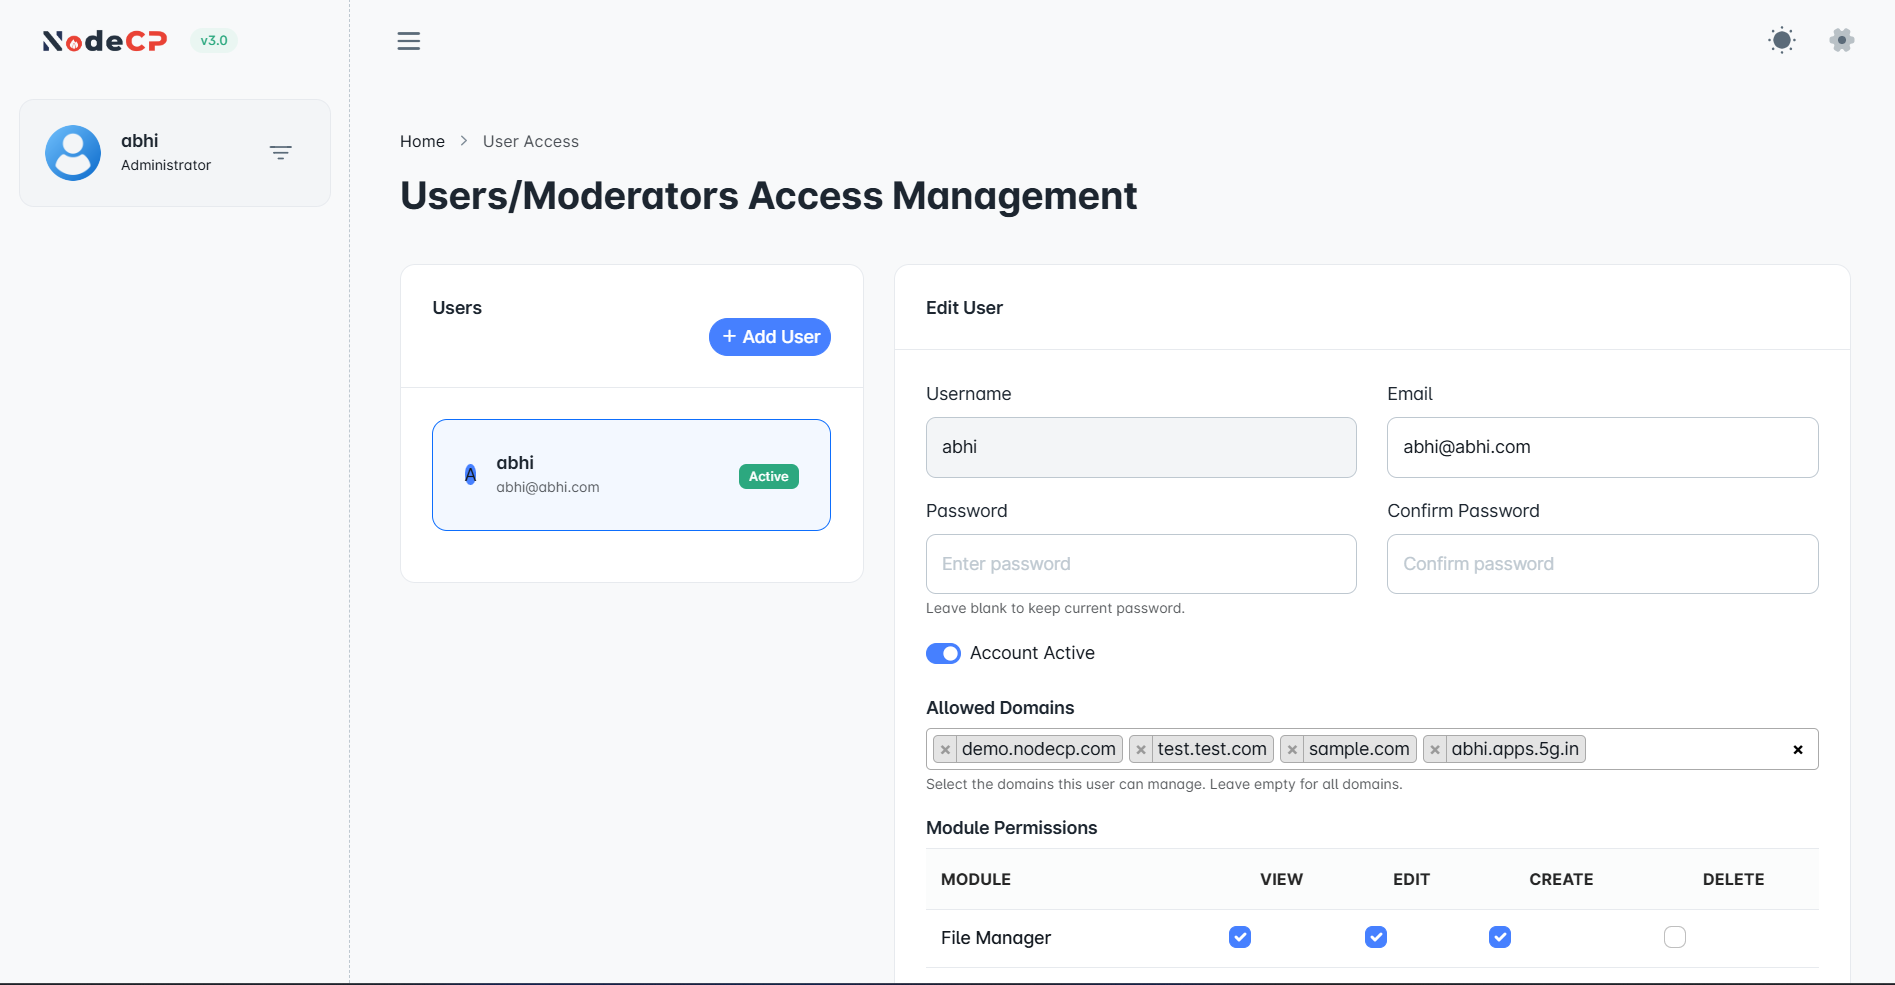 NodeCP v3.0
abhi
Administrator
Home > User Access
Users/Moderators Access Management
Users
+ Add User
A
abhi
abhi@abhi.com
Active
Edit User
Username
abhi
Email
abhi@abhi.com
Password
Enter password
Leave blank to keep current password.
Confirm Password
Confirm password
Account Active
Allowed Domains
× demo.nodecp.com × test.test.com × sample.com × abhi.apps.5g.in ×
Select the domains this user can manage. Leave empty for all domains.
Module Permissions
MODULE VIEW EDIT CREATE DELETE
File Manager